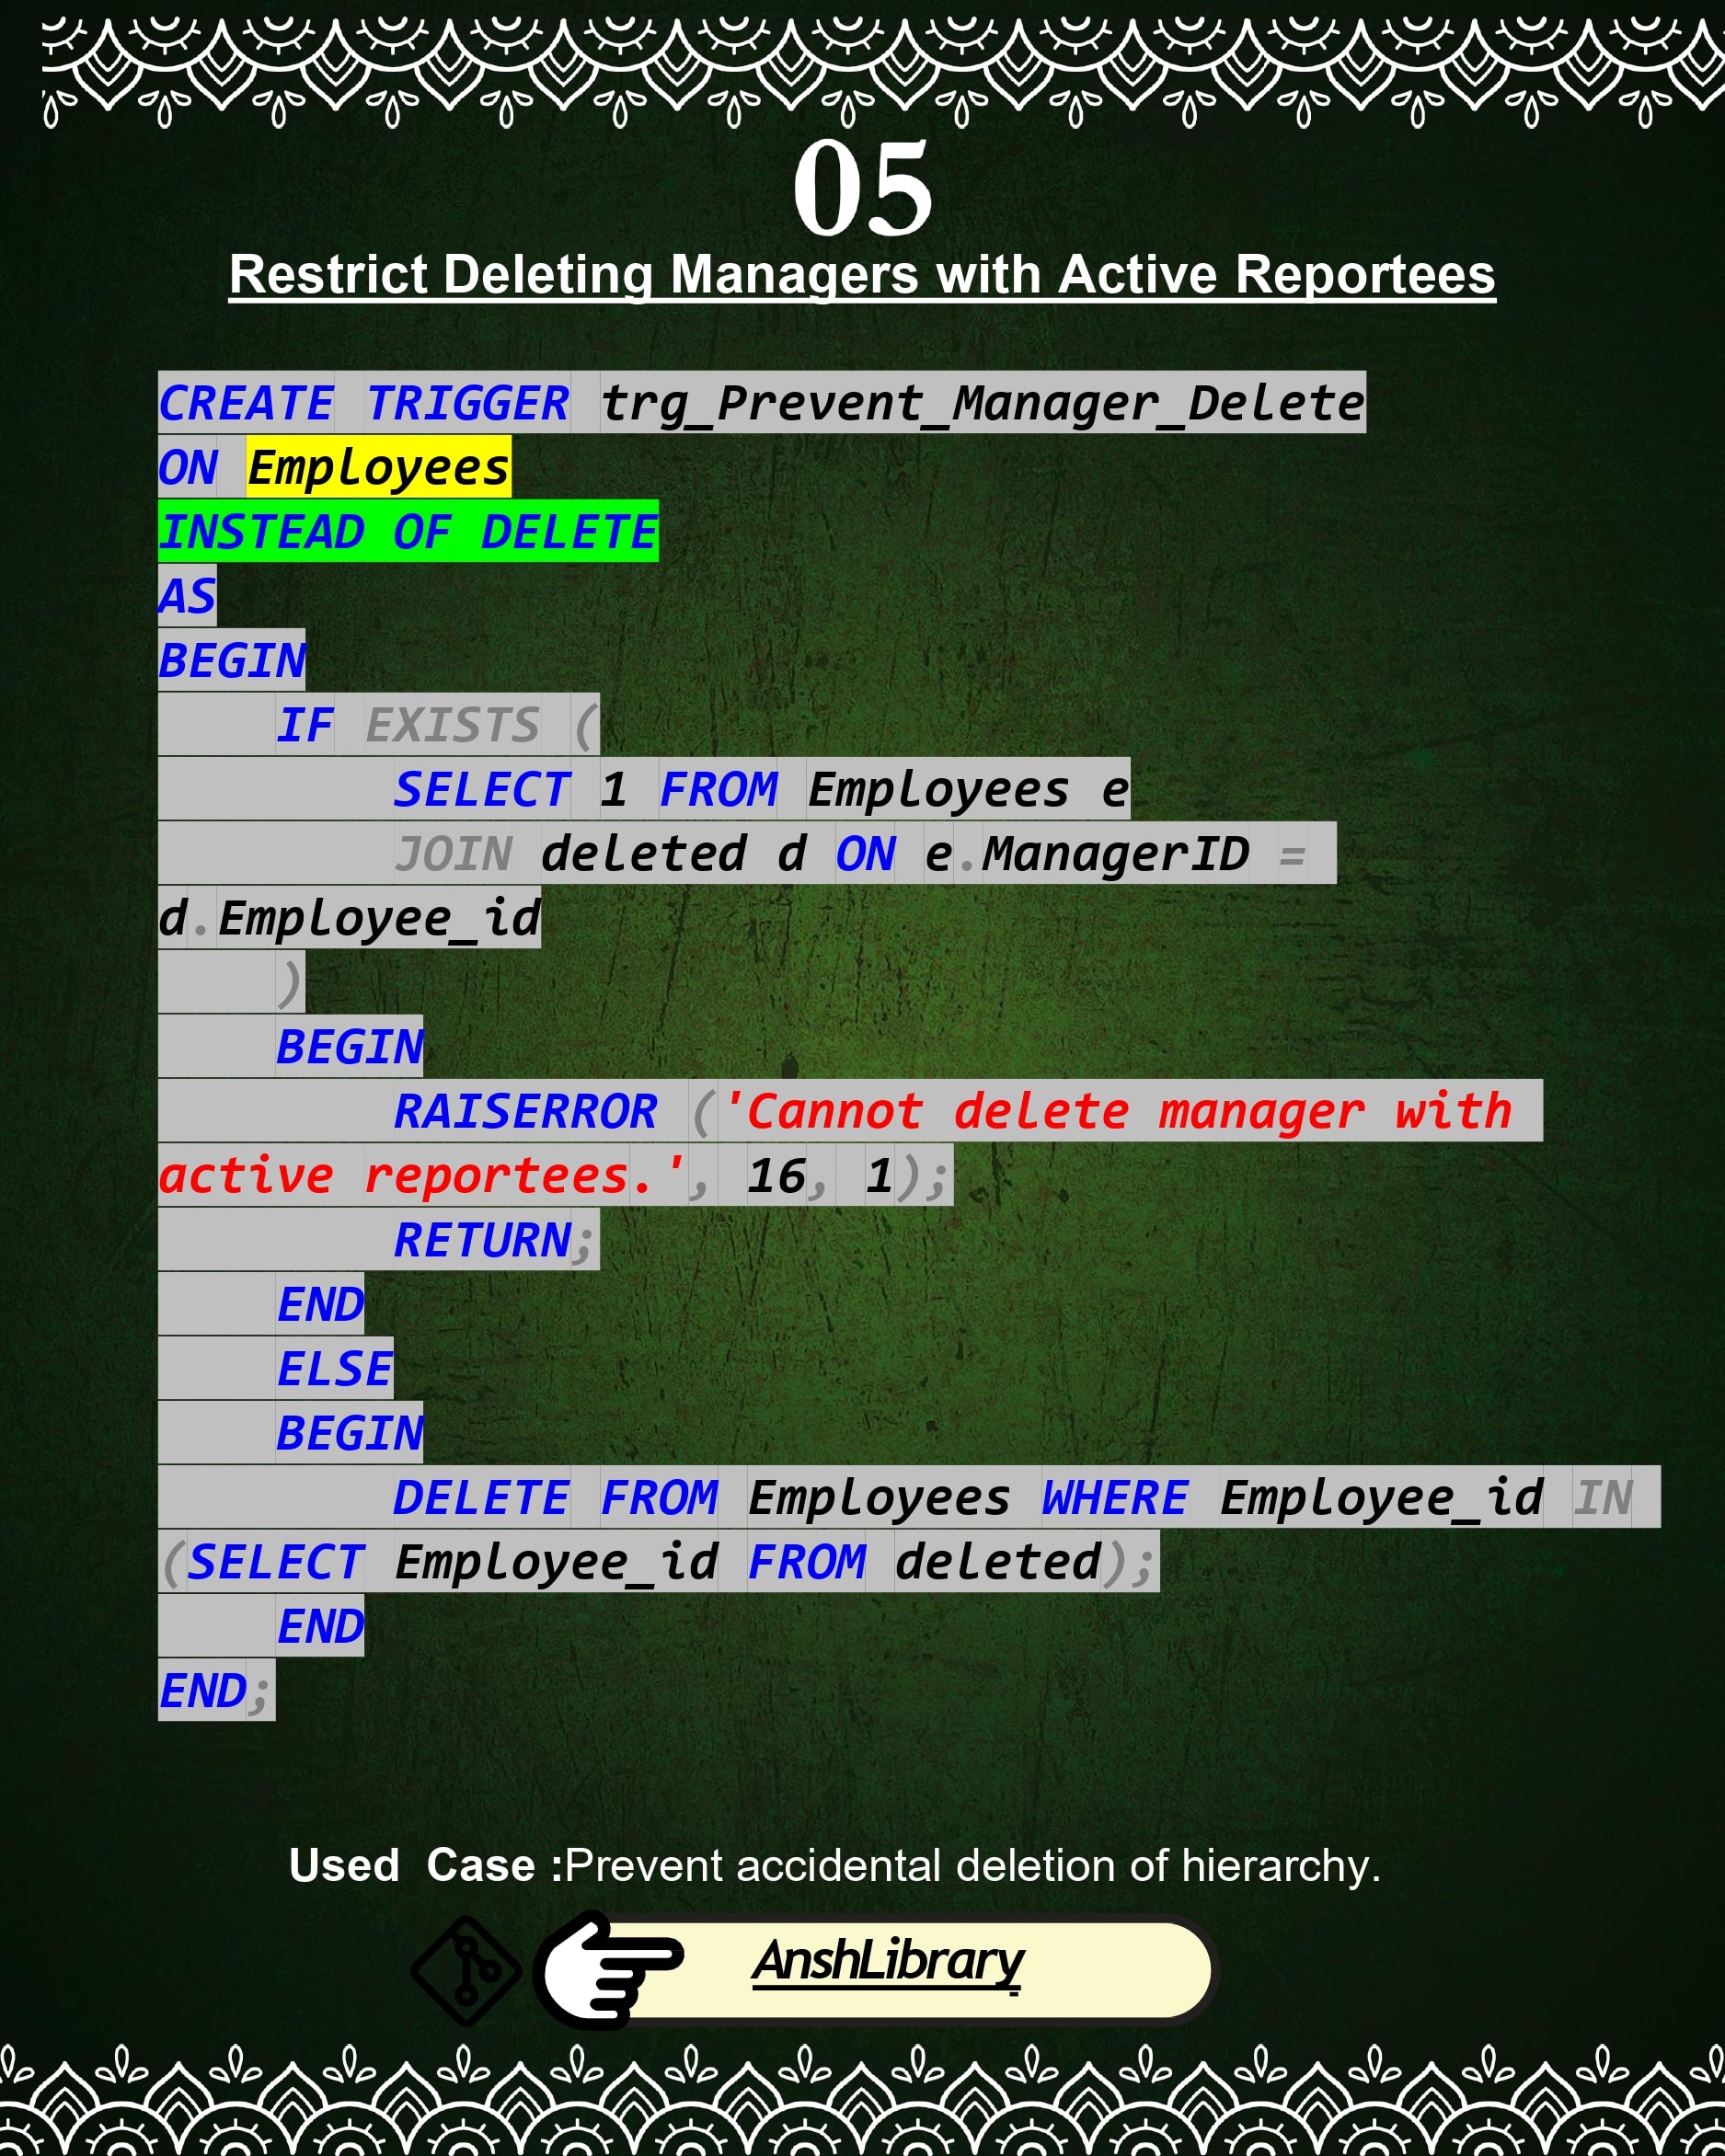 05
Restrict Deleting Managers with Active Reportees
CREATE TRIGGER trg_Prevent_Manager_Delete
ON Employees
INSTEAD OF DELETE
AS
BEGIN
    IF EXISTS (
        SELECT 1 FROM Employees e
        JOIN deleted d ON e.ManagerID =
d.Employee_id
    )
    BEGIN
        RAISERROR ('Cannot delete manager with
active reportees.', 16, 1);
        RETURN;
    END
    ELSE
    BEGIN
        DELETE FROM Employees WHERE Employee_id IN
(SELECT Employee_id FROM deleted);
    END
END;
Used  Case :Prevent accidental deletion of hierarchy.
AnshLibrary